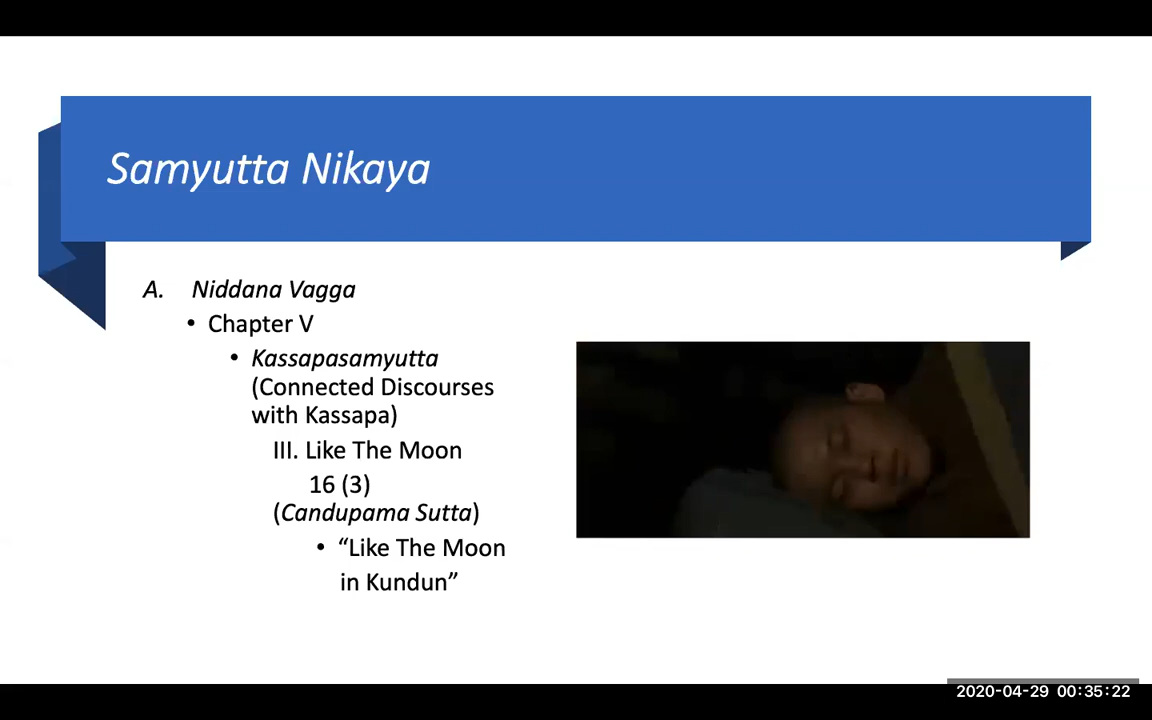 Samyutta Nikaya
A. Niddana Vagga
• Chapter V
• Kassapasamyutta
(Connected Discourses
with Kassapa)
III. Like The Moon
16 (3)
(Candupama Sutta)
• “Like The Moon
in Kundun”
2020-04-29 00:35:22